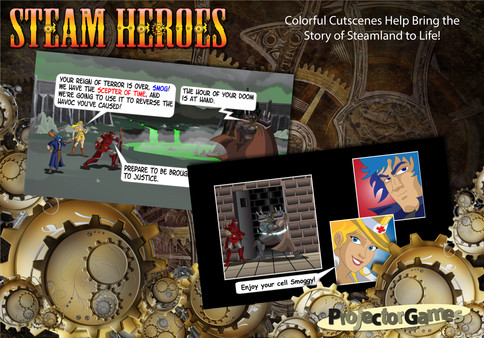 STEAM HEROES
Colorful Cutscenes Help Bring the
Story of Steamland to Life!
YOUR REIGN OF TERROR IS OVER, SMOG!
WE HAVE THE SCEPTER OF TIME, AND
WE'RE GOING TO USE IT TO REVERSE THE
HAVOC YOU'VE CAUSED!
THE HOUR OF YOUR DOOM
IS AT HAND.
PREPARE TO BE BROUG
TO JUSTICE.
Enjoy your cell Smoggy!
ProjectorGames